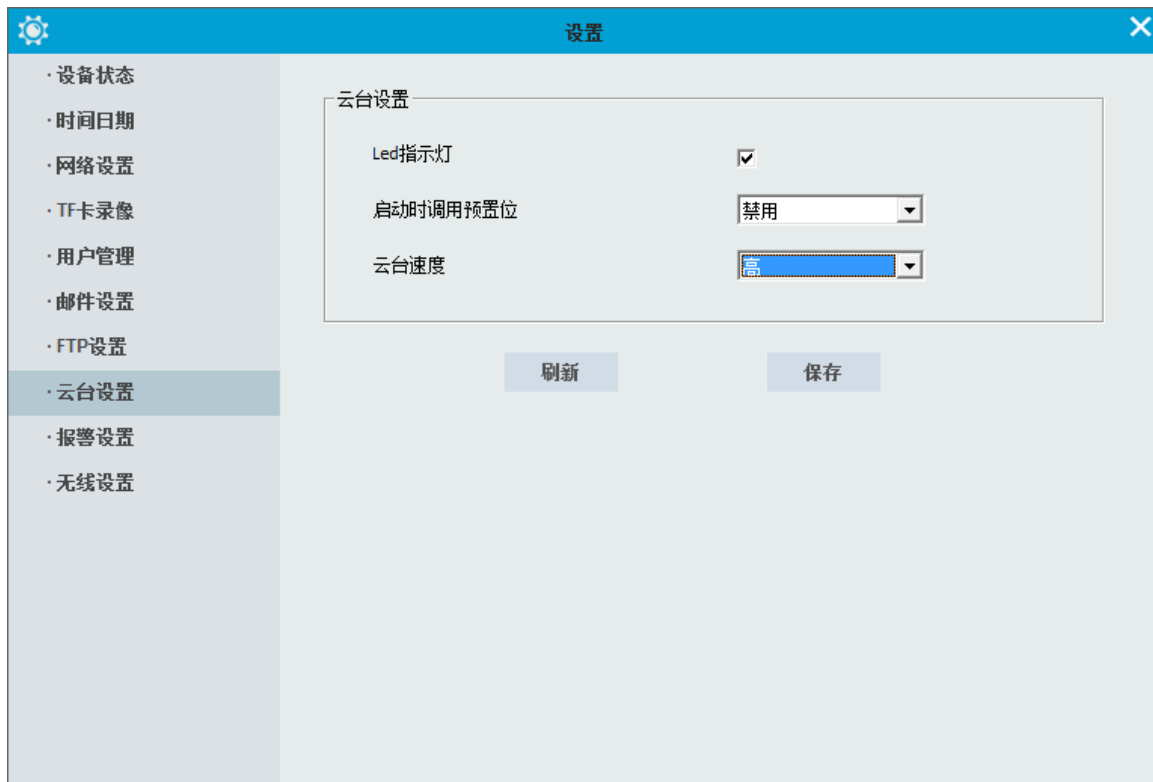 设置
·设备状态
·时间日期
·网络设置
·TF卡录像
·用户管理
·邮件设置
·FTP设置
·云台设置
·报警设置
·无线设置
云台设置
Led指示灯
启动时调用预置位 禁用
云台速度 高
刷新 保存